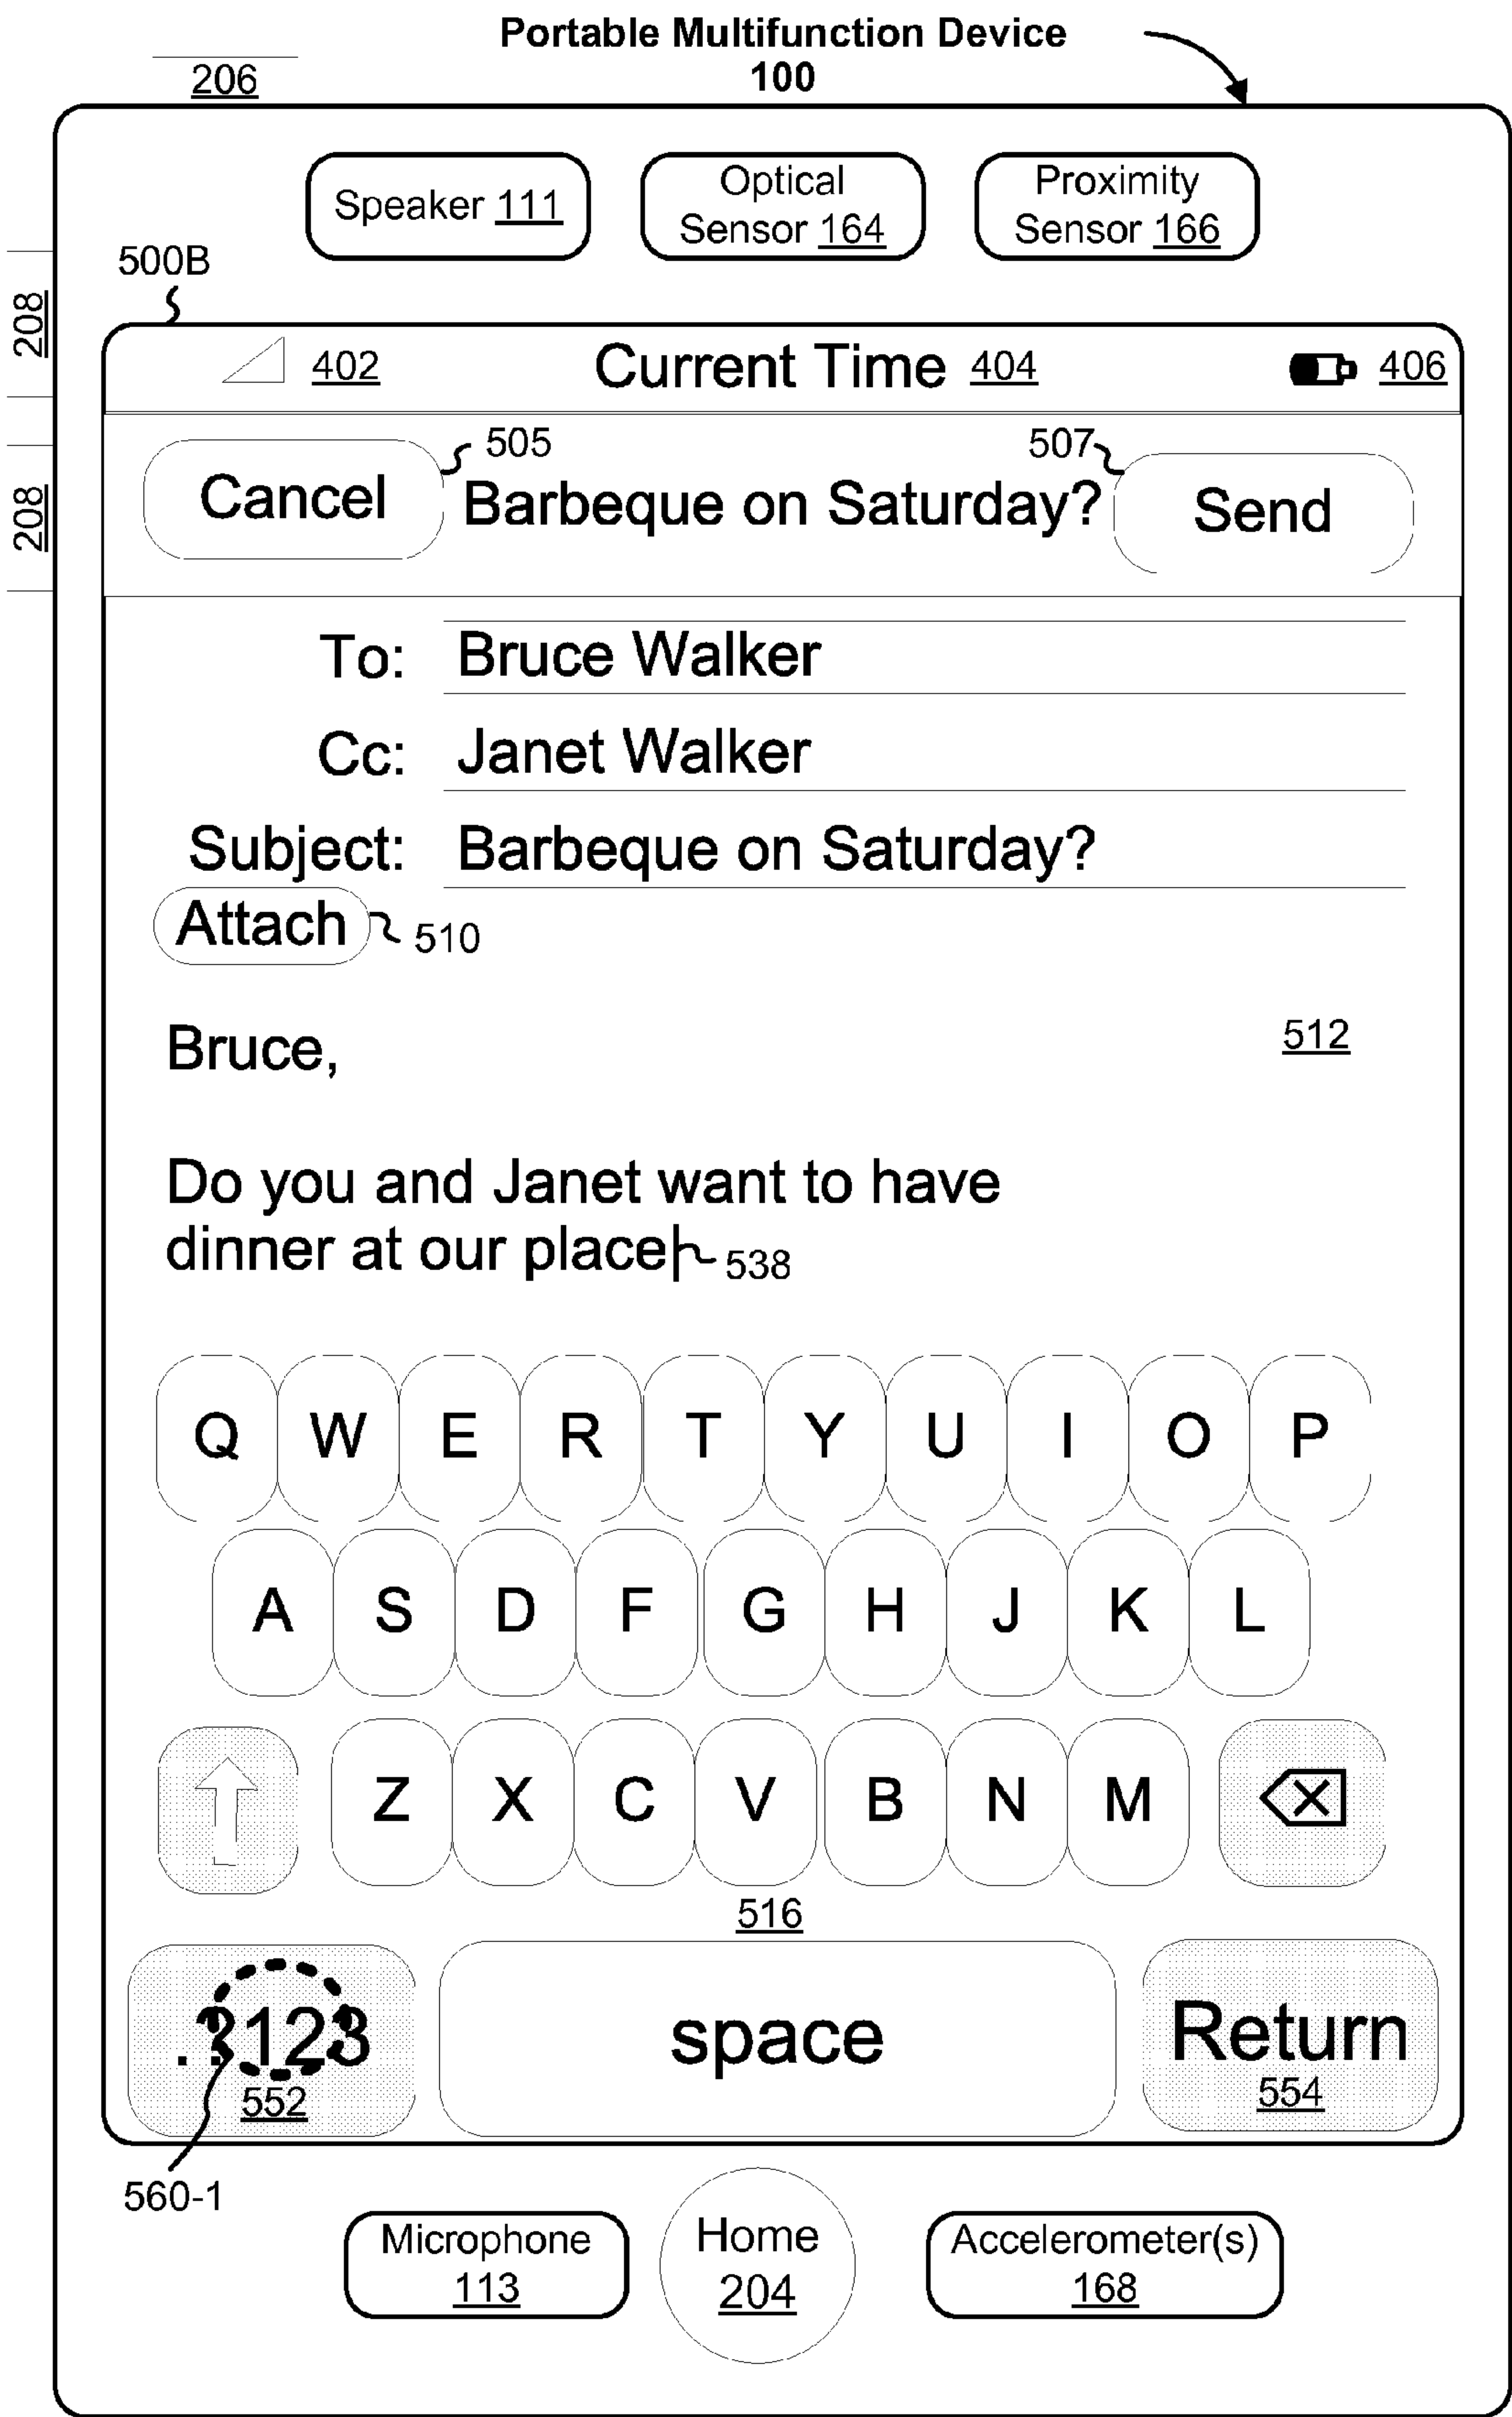 Portable Multifunction Device
100
206
Speaker 111
Optical
Sensor 164
Proximity
Sensor 166
500B
208
208
402
Current Time 404
406
Cancel
505
Barbeque on Saturday?
507
Send
To: Bruce Walker
Cc: Janet Walker
Subject: Barbeque on Saturday?
Attach
510
Bruce,
512
Do you and Janet want to have
dinner at our place
538
Q W E R T Y U I O P
A S D F G H J K L
Z X C V B N M
516
.?123
552
space
Return
554
560-1
Microphone
113
Home
204
Accelerometer(s)
168